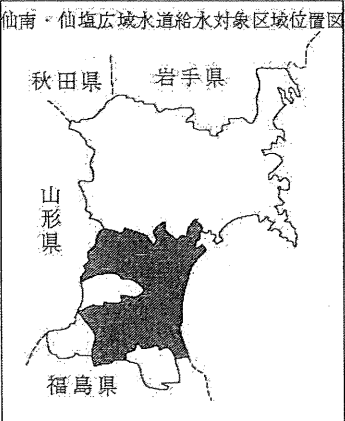 仙南・仙塩広域水道給水対象区域位置図
秋田県
岩手県
山形県
福島県